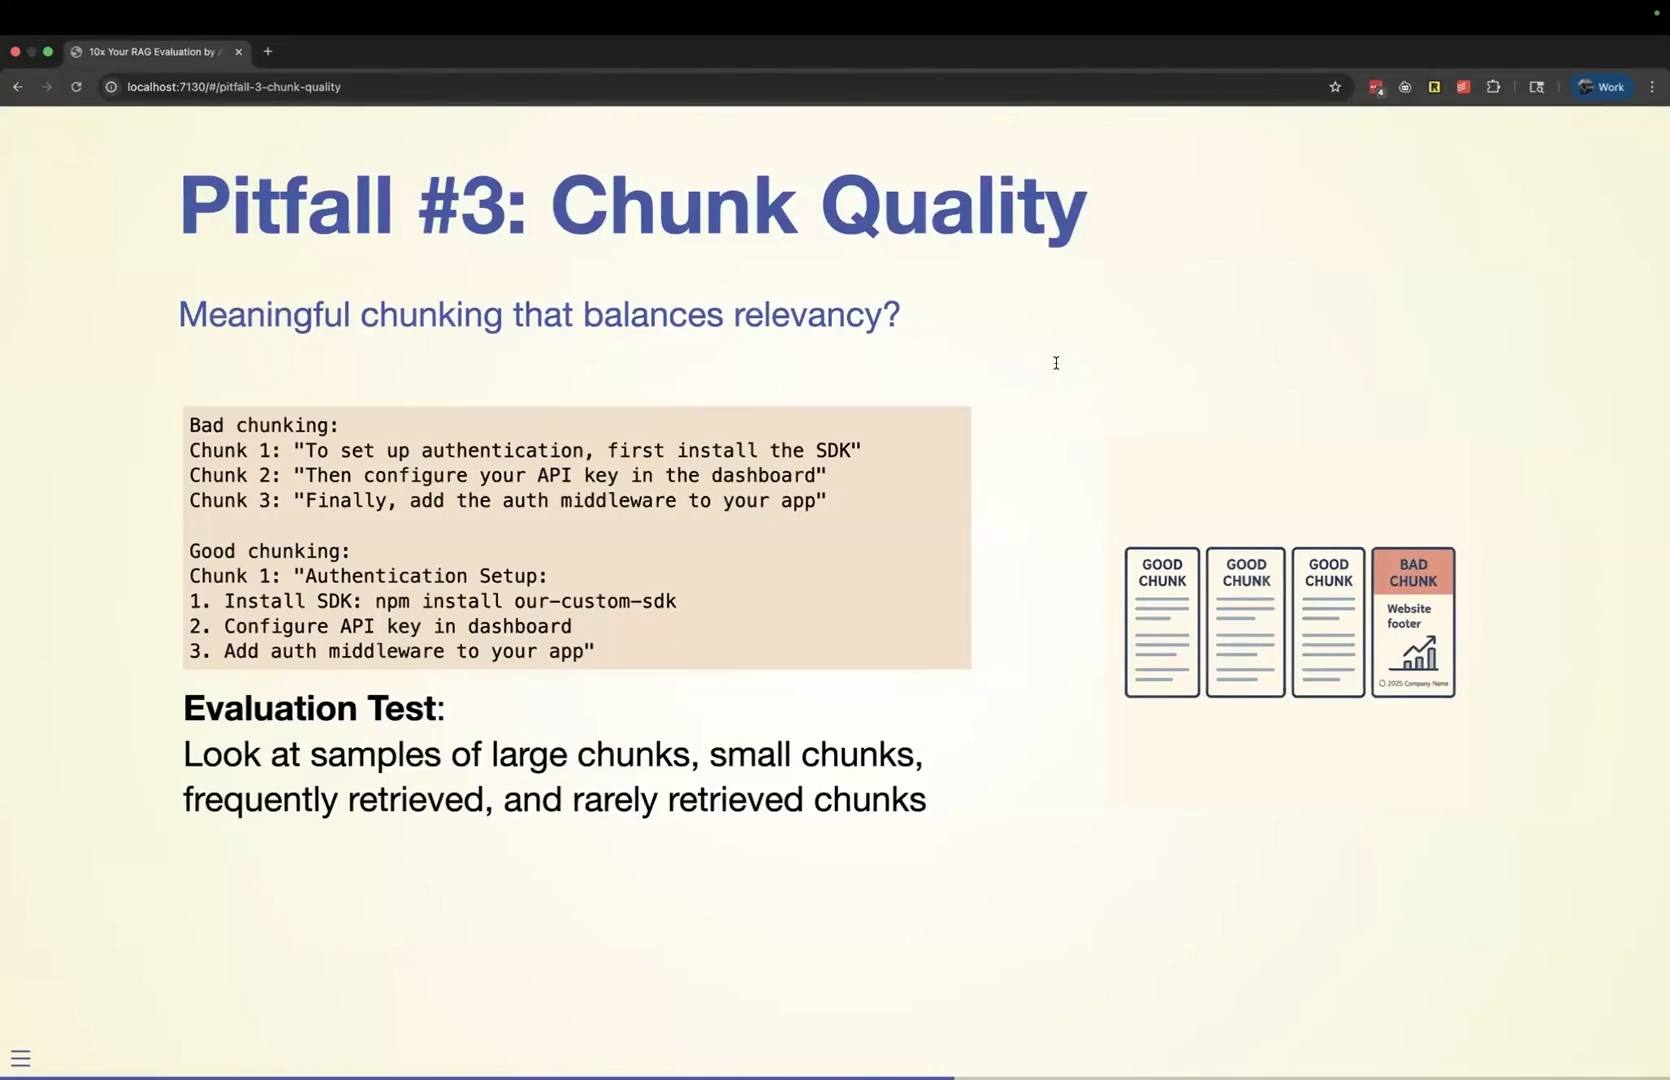 10x Your RAG Evaluation by
localhost:7130/#/pitfall-3-chunk-quality
4
R
Work
Pitfall #3: Chunk Quality
Meaningful chunking that balances relevancy?
Bad chunking:
Chunk 1: "To set up authentication, first install the SDK"
Chunk 2: "Then configure your API key in the dashboard"
Chunk 3: "Finally, add the auth middleware to your app"
Good chunking:
Chunk 1: "Authentication Setup:
1. Install SDK: npm install our-custom-sdk
2. Configure API key in dashboard
3. Add auth middleware to your app"
Evaluation Test:
Look at samples of large chunks, small chunks,
frequently retrieved, and rarely retrieved chunks
GOOD
CHUNK
GOOD
CHUNK
GOOD
CHUNK
BAD
CHUNK
Website
footer
© 2025 Company Name